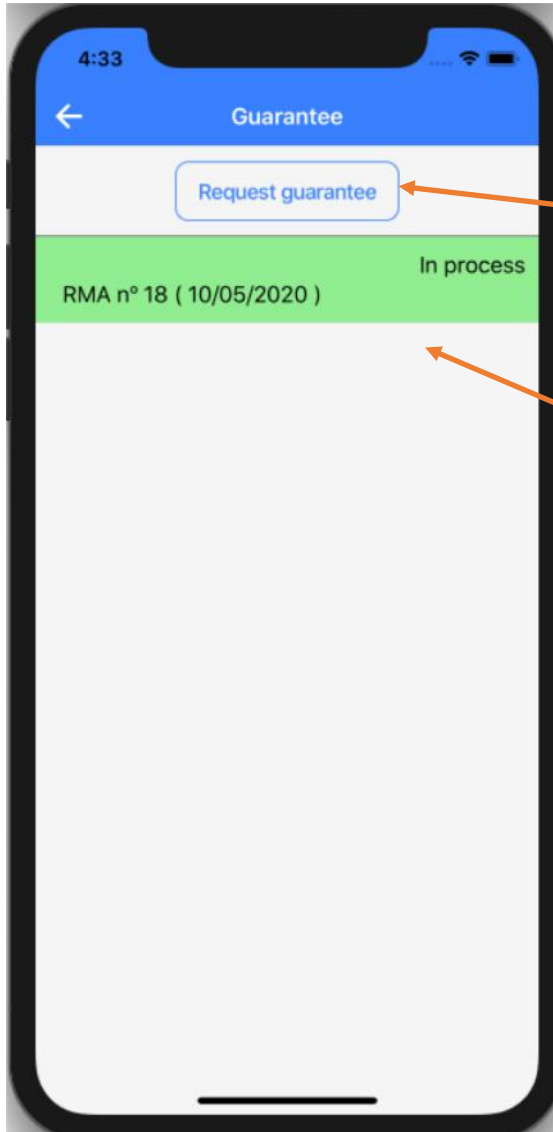 4:33
Guarantee
Request guarantee
In process
RMA nº 18 ( 10/05/2020 )